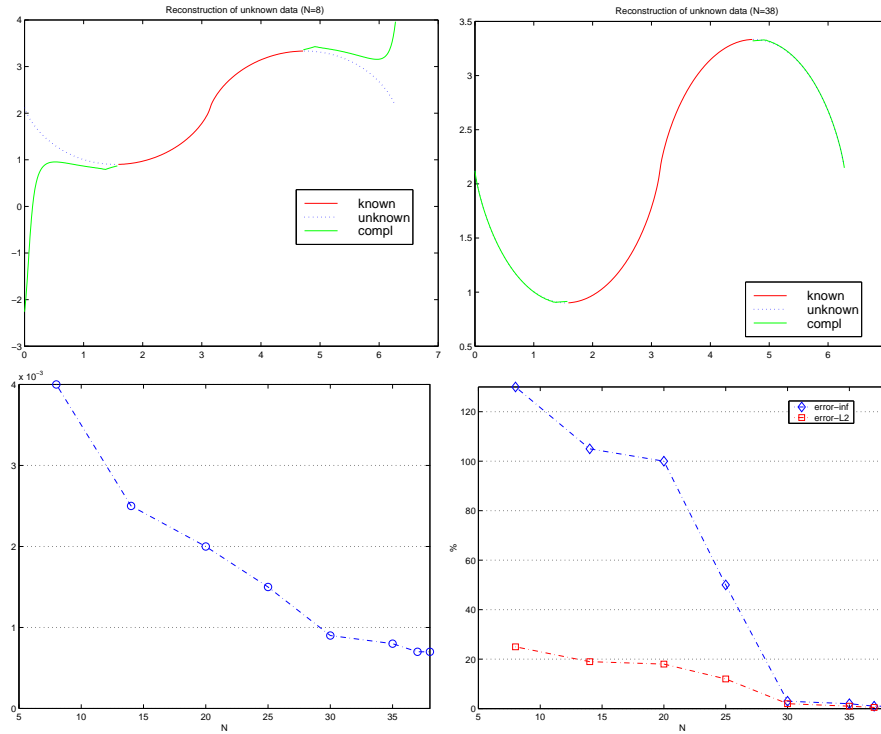 Reconstruction of unknown data (N=8)
4
3
2
1
0
−1
−2
−3
0 1 2 3 4 5 6 7
known
unknown
compl
Reconstruction of unknown data (N=38)
3.5
3
2.5
2
1.5
1
0.5
0 1 2 3 4 5 6
known
unknown
compl
x 10⁻³
4
3
2
1
0
5 10 15 20 25 30 35
N
120
100
80
60
40
20
0
%
5 10 15 20 25 30 35
N
error−inf
error−L2